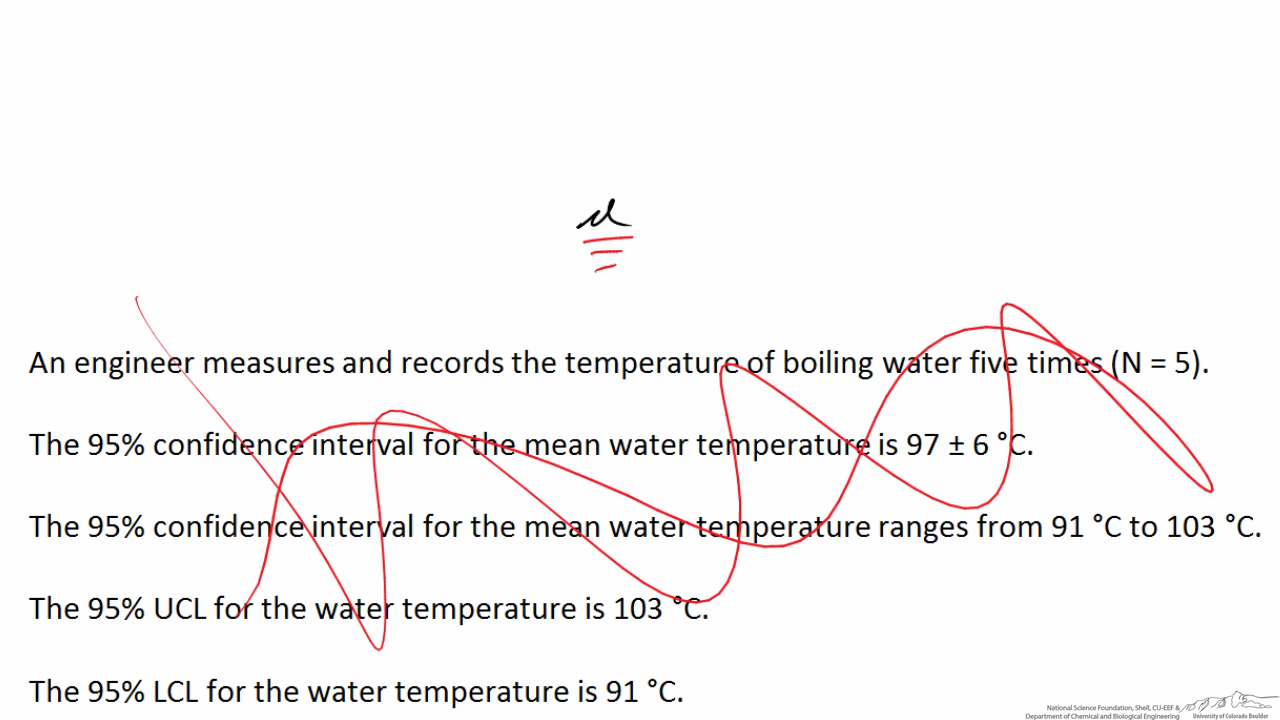 An engineer measures and records the temperature of boiling water five times (N = 5).
The 95% confidence interval for the mean water temperature is 97 ± 6 °C.
The 95% confidence interval for the mean water temperature ranges from 91 °C to 103 °C.
The 95% UCL for the water temperature is 103 °C.
The 95% LCL for the water temperature is 91 °C.
National Science Foundation, Shell, CU-EEF &
Department of Chemical and Biological Engineering
University of Colorado Boulder